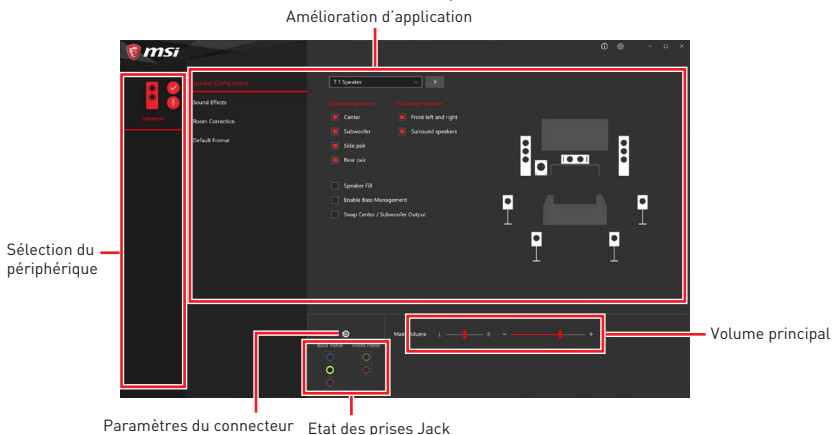 Amélioration d'application
msi
Speaker Configuration
7.1 Speaker
Speakers
Sound Effects
Room Correction
Default Format
Optional Speakers
Full-range Speakers
Center
Front left and right
Subwoofer
Surround speakers
Side pair
Rear pair
Speaker Fill
Enable Bass Management
Swap Center / Subwoofer Output
Sélection du
périphérique
Main Volume
L
R
-
+
Volume principal
Back Panel
Front Panel
Paramètres du connecteur
Etat des prises Jack